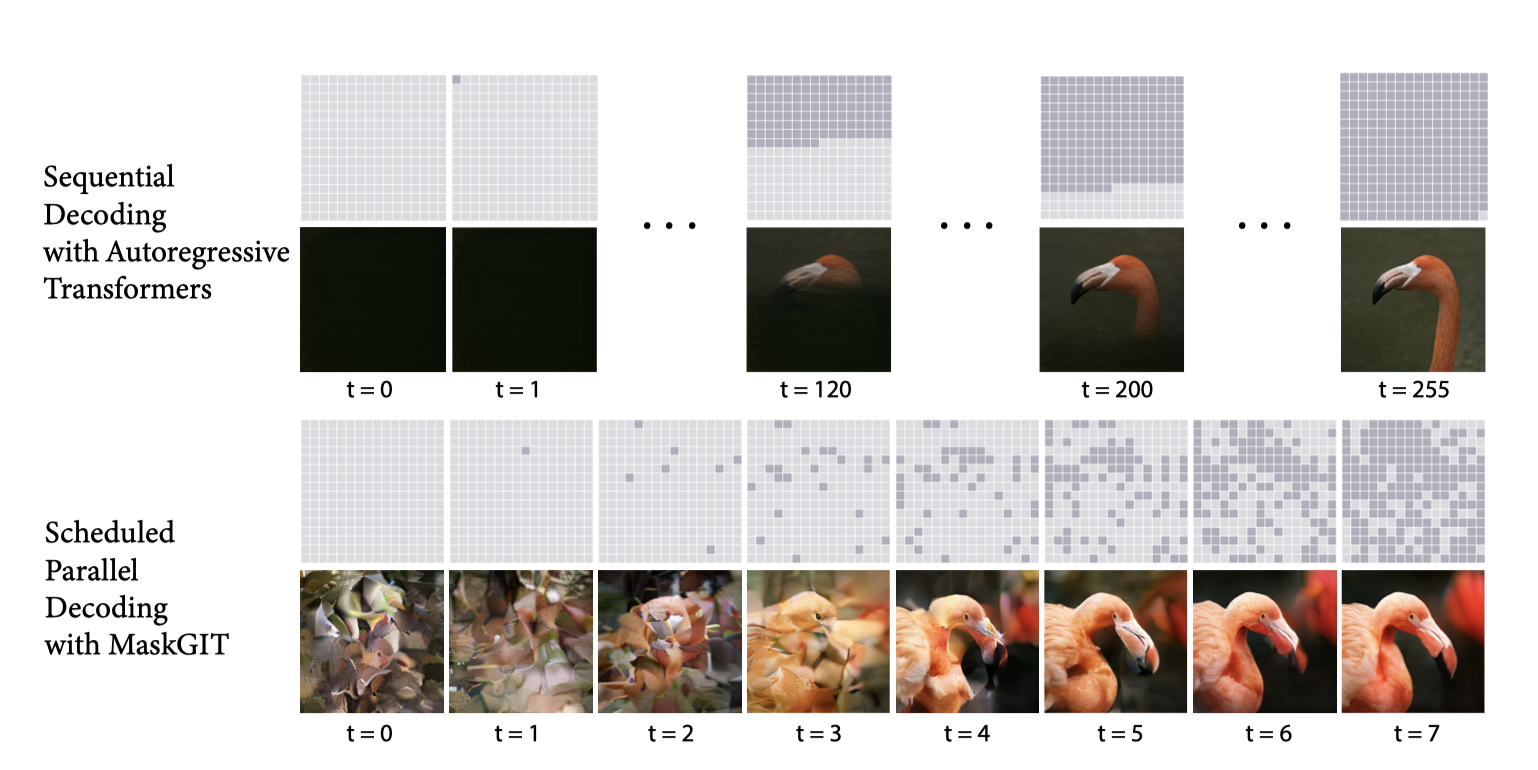 Sequential
Decoding
with Autoregressive
Transformers
. . .
. . .
. . .
t = 0
t = 1
t = 120
t = 200
t = 255
Scheduled
Parallel
Decoding
with MaskGIT
t = 0
t = 1
t = 2
t = 3
t = 4
t = 5
t = 6
t = 7